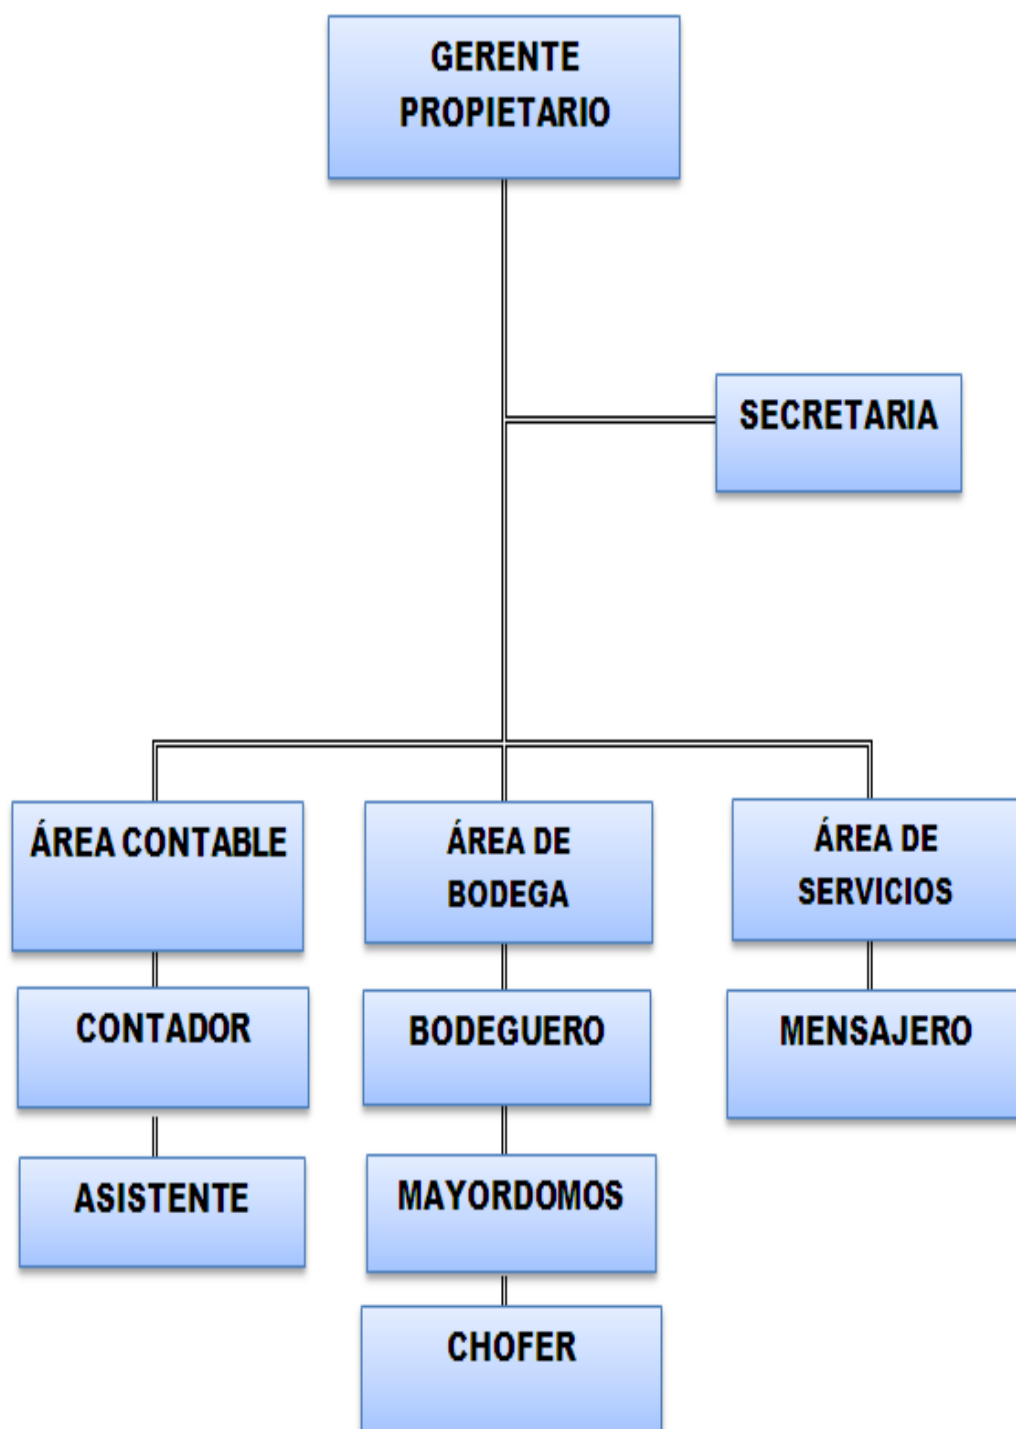 GERENTE
PROPIETARIO
SECRETARIA
ÁREA CONTABLE
ÁREA DE
BODEGA
ÁREA DE
SERVICIOS
CONTADOR
BODEGUERO
MENSAJERO
ASISTENTE
MAYORDOMOS
CHOFER